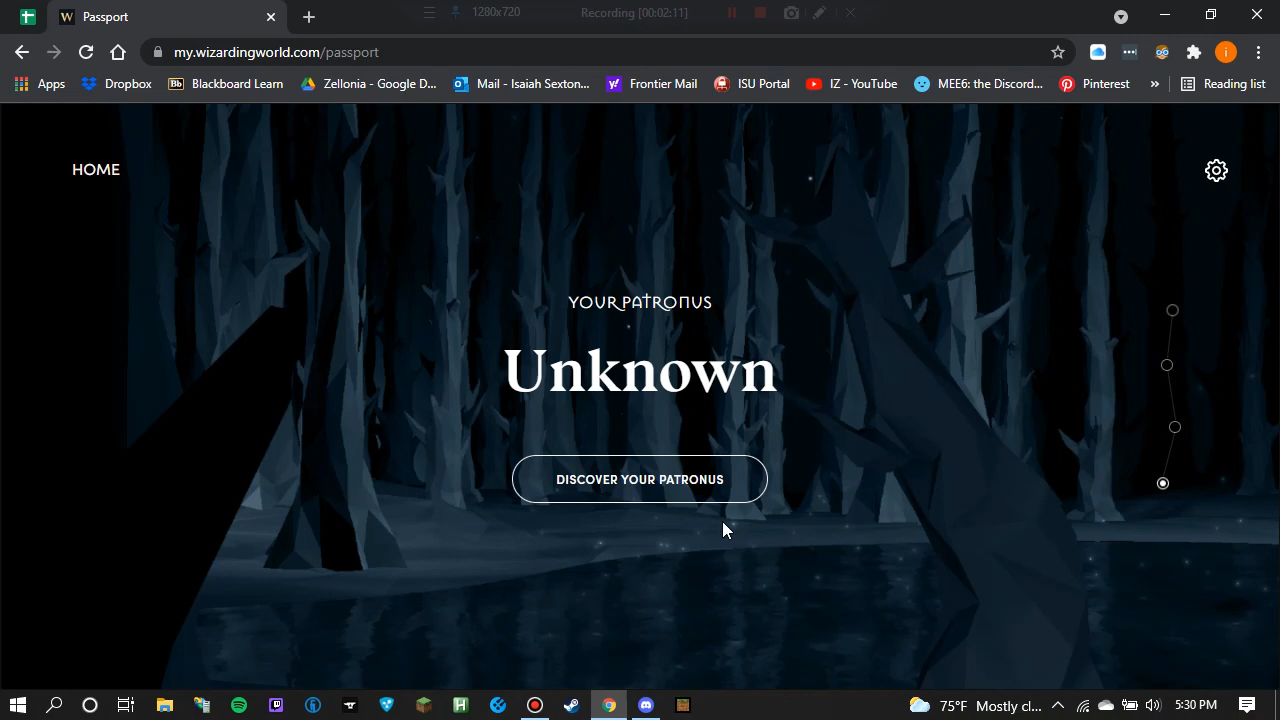 Passport
1280x720
Recording [00:02:11]
my.wizardingworld.com/passport
Apps
Dropbox
Bb
Blackboard Learn
Zellonia - Google D...
Mail - Isaiah Sexton...
Frontier Mail
ISU Portal
IZ - YouTube
MEE6: the Discord...
Pinterest
»
Reading list
HOME
YOUR PATRONUS
Unknown
DISCOVER YOUR PATRONUS
75°F Mostly cl...
5:30 PM